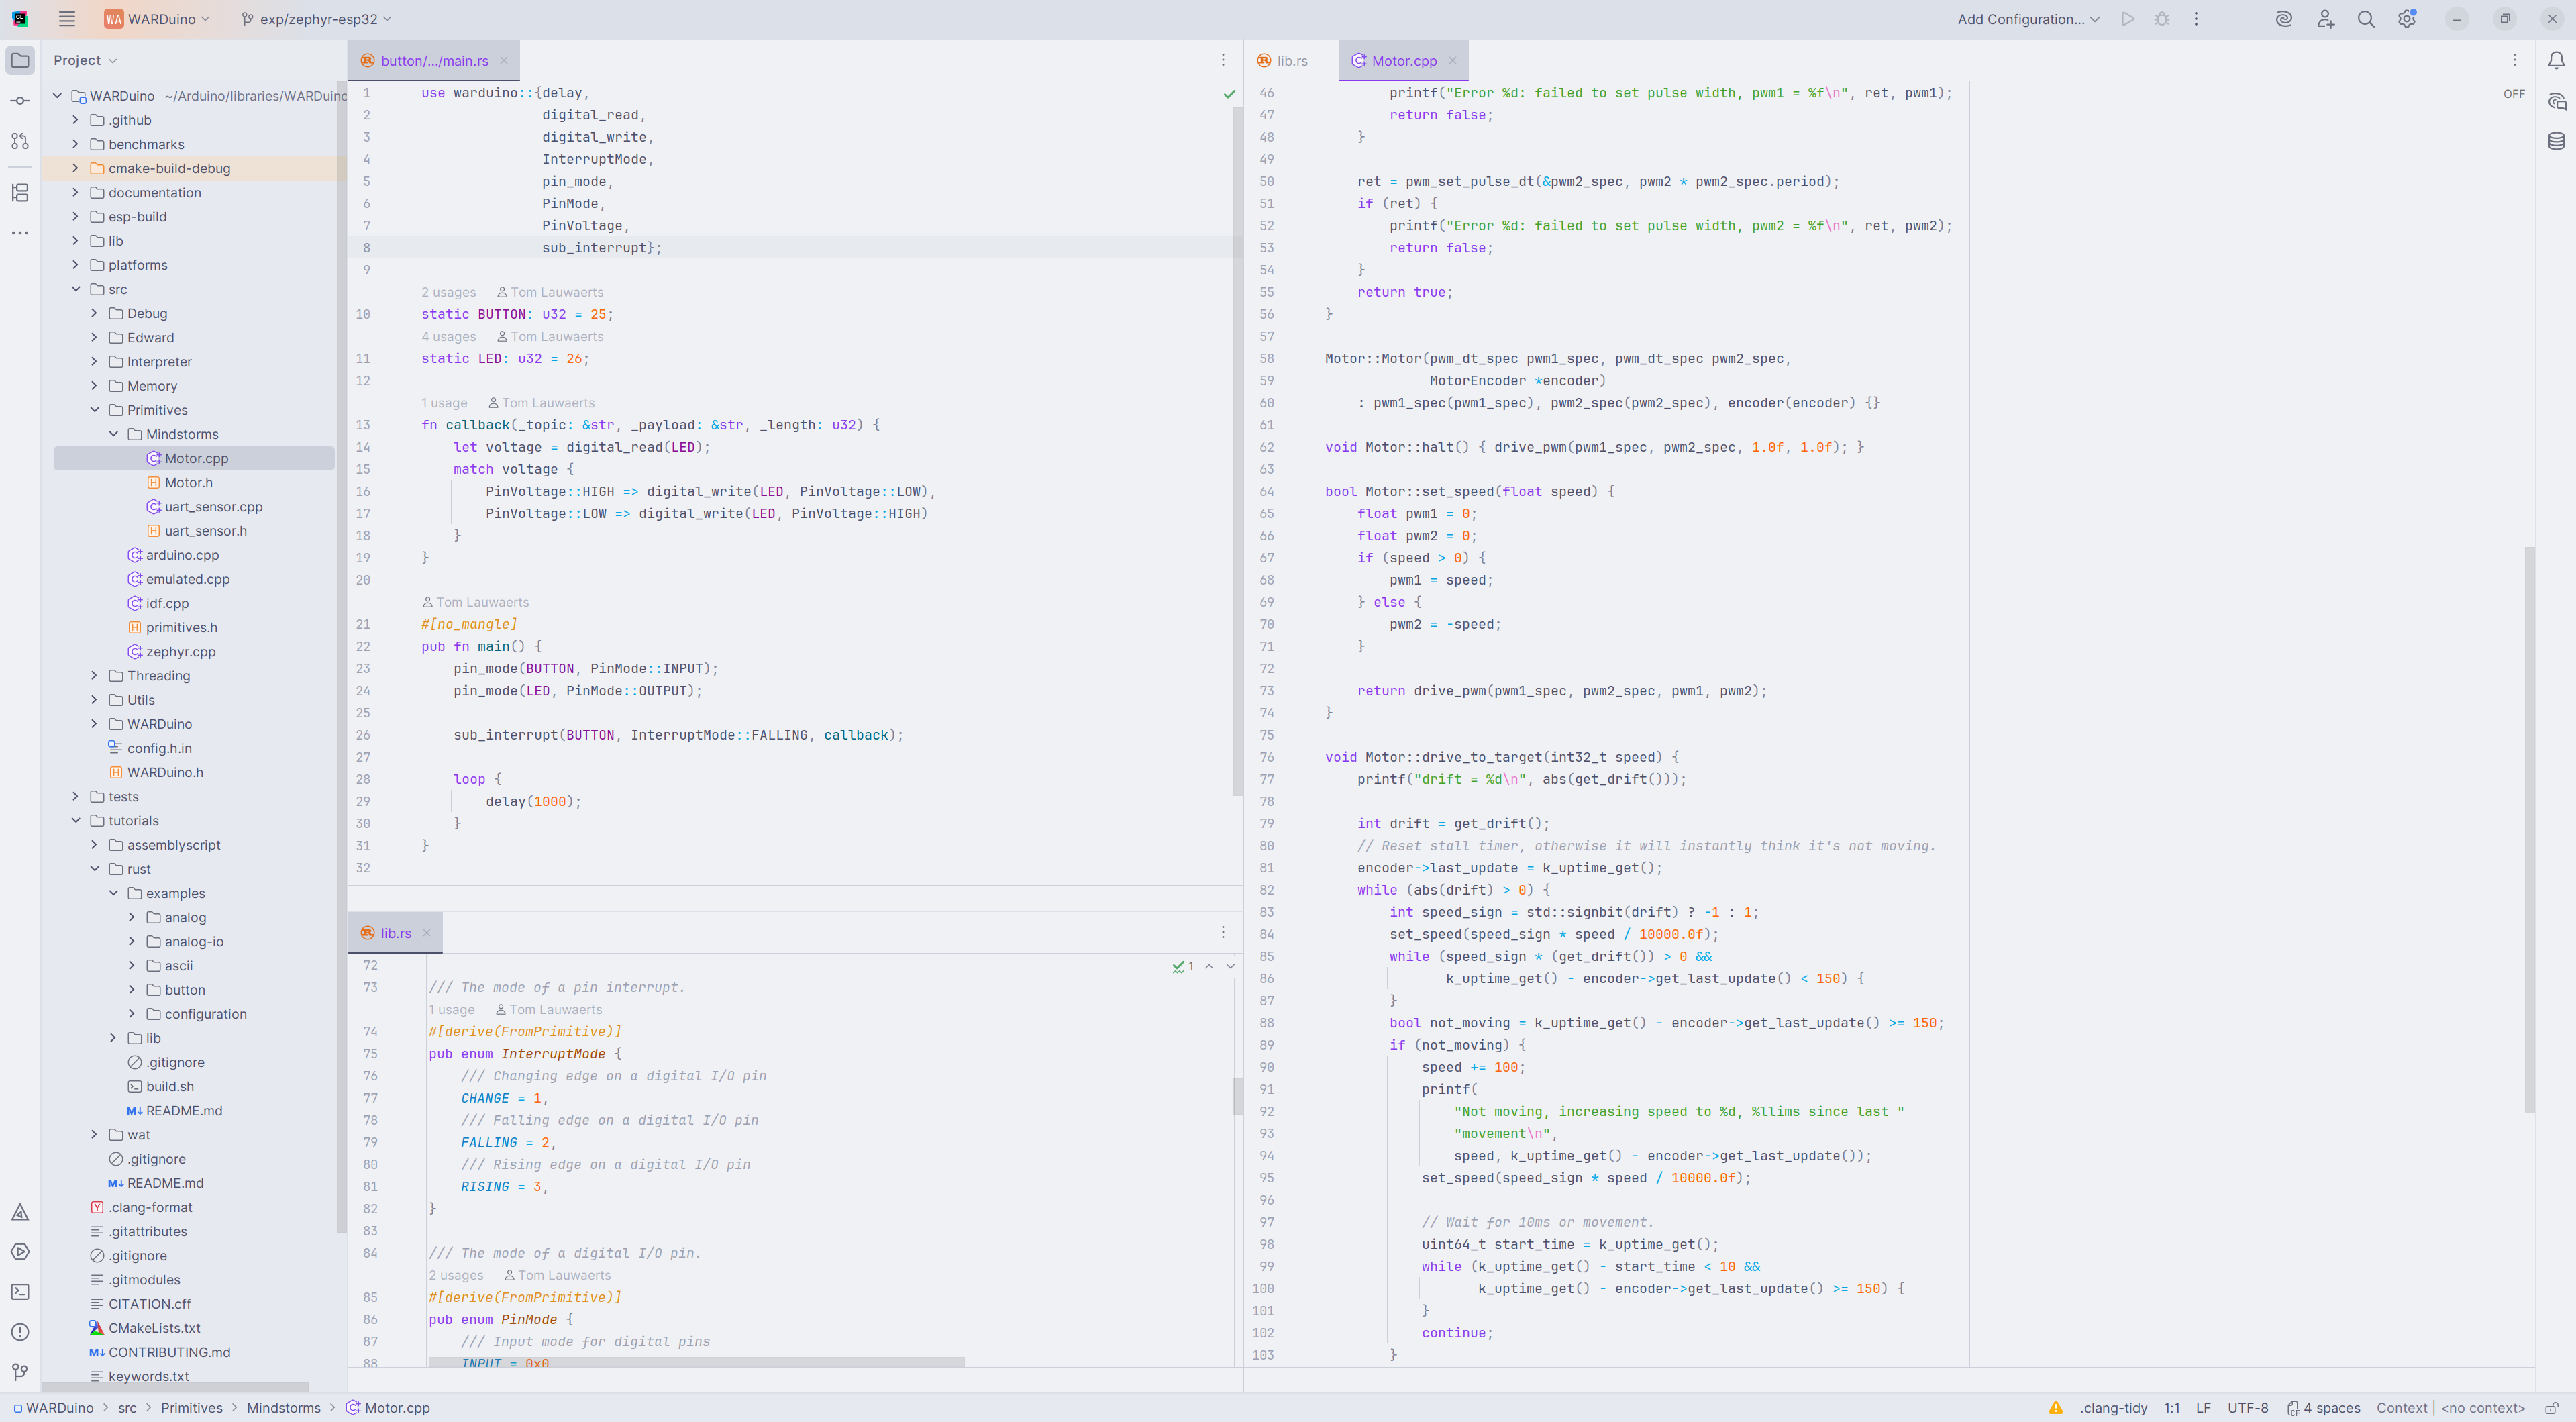 WA WARDuino exp/zephyr-esp32 Add Configuration...
Project
WARDuino ~/Arduino/libraries/WARDuino
.github
benchmarks
cmake-build-debug
documentation
esp-build
lib
platforms
src
Debug
Edward
Interpreter
Memory
Primitives
Mindstorms
Motor.cpp
Motor.h
uart_sensor.cpp
uart_sensor.h
arduino.cpp
emulated.cpp
idf.cpp
primitives.h
zephyr.cpp
Threading
Utils
WARDuino
config.h.in
WARDuino.h
tests
tutorials
assemblyscript
rust
examples
analog
analog-io
ascii
button
configuration
lib
.gitignore
build.sh
README.md
wat
.gitignore
README.md
.clang-format
.gitattributes
.gitignore
.gitmodules
CITATION.cff
CMakeLists.txt
CONTRIBUTING.md
keywords.txt
button/.../main.rs
1 use warduino::{delay,
2 digital_read,
3 digital_write,
4 InterruptMode,
5 pin_mode,
6 PinMode,
7 PinVoltage,
8 sub_interrupt};
9
2 usages Tom Lauwaerts
10 static BUTTON: u32 = 25;
4 usages Tom Lauwaerts
11 static LED: u32 = 26;
12
1 usage Tom Lauwaerts
13 fn callback(_topic: &str, _payload: &str, _length: u32) {
14 let voltage = digital_read(LED);
15 match voltage {
16 PinVoltage::HIGH => digital_write(LED, PinVoltage::LOW),
17 PinVoltage::LOW => digital_write(LED, PinVoltage::HIGH)
18 }
19 }
20
Tom Lauwaerts
21 #[no_mangle]
22 pub fn main() {
23 pin_mode(BUTTON, PinMode::INPUT);
24 pin_mode(LED, PinMode::OUTPUT);
25
26 sub_interrupt(BUTTON, InterruptMode::FALLING, callback);
27
28 loop {
29 delay(1000);
30 }
31 }
32
lib.rs
1
72
73 /// The mode of a pin interrupt.
1 usage Tom Lauwaerts
74 #[derive(FromPrimitive)]
75 pub enum InterruptMode {
76 /// Changing edge on a digital I/O pin
77 CHANGE = 1,
78 /// Falling edge on a digital I/O pin
79 FALLING = 2,
80 /// Rising edge on a digital I/O pin
81 RISING = 3,
82 }
83
84 /// The mode of a digital I/O pin.
2 usages Tom Lauwaerts
85 #[derive(FromPrimitive)]
86 pub enum PinMode {
87 /// Input mode for digital pins
88 INPUT = 0x0
lib.rs Motor.cpp
OFF
46 printf("Error %d: failed to set pulse width, pwm1 = %f\n", ret, pwm1);
47 return false;
48 }
49
50 ret = pwm_set_pulse_dt(&pwm2_spec, pwm2 * pwm2_spec.period);
51 if (ret) {
52 printf("Error %d: failed to set pulse width, pwm2 = %f\n", ret, pwm2);
53 return false;
54 }
55 return true;
56 }
57
58 Motor::Motor(pwm_dt_spec pwm1_spec, pwm_dt_spec pwm2_spec,
59 MotorEncoder *encoder)
60 : pwm1_spec(pwm1_spec), pwm2_spec(pwm2_spec), encoder(encoder) {}
61
62 void Motor::halt() { drive_pwm(pwm1_spec, pwm2_spec, 1.0f, 1.0f); }
63
64 bool Motor::set_speed(float speed) {
65 float pwm1 = 0;
66 float pwm2 = 0;
67 if (speed > 0) {
68 pwm1 = speed;
69 } else {
70 pwm2 = -speed;
71 }
72
73 return drive_pwm(pwm1_spec, pwm2_spec, pwm1, pwm2);
74 }
75
76 void Motor::drive_to_target(int32_t speed) {
77 printf("drift = %d\n", abs(get_drift()));
78
79 int drift = get_drift();
80 // Reset stall timer, otherwise it will instantly think it's not moving.
81 encoder->last_update = k_uptime_get();
82 while (abs(drift) > 0) {
83 int speed_sign = std::signbit(drift) ? -1 : 1;
84 set_speed(speed_sign * speed / 10000.0f);
85 while (speed_sign * (get_drift()) > 0 &&
86 k_uptime_get() - encoder->get_last_update() < 150) {
87 }
88 bool not_moving = k_uptime_get() - encoder->get_last_update() >= 150;
89 if (not_moving) {
90 speed += 100;
91 printf(
92 "Not moving, increasing speed to %d, %llims since last "
93 "movement\n",
94 speed, k_uptime_get() - encoder->get_last_update());
95 set_speed(speed_sign * speed / 10000.0f);
96
97 // Wait for 10ms or movement.
98 uint64_t start_time = k_uptime_get();
99 while (k_uptime_get() - start_time < 10 &&
100 k_uptime_get() - encoder->get_last_update() >= 150) {
101 }
102 continue;
103 }
WARDuino > src > Primitives > Mindstorms > Motor.cpp
.clang-tidy 1:1 LF UTF-8 4 spaces Context | <no context>